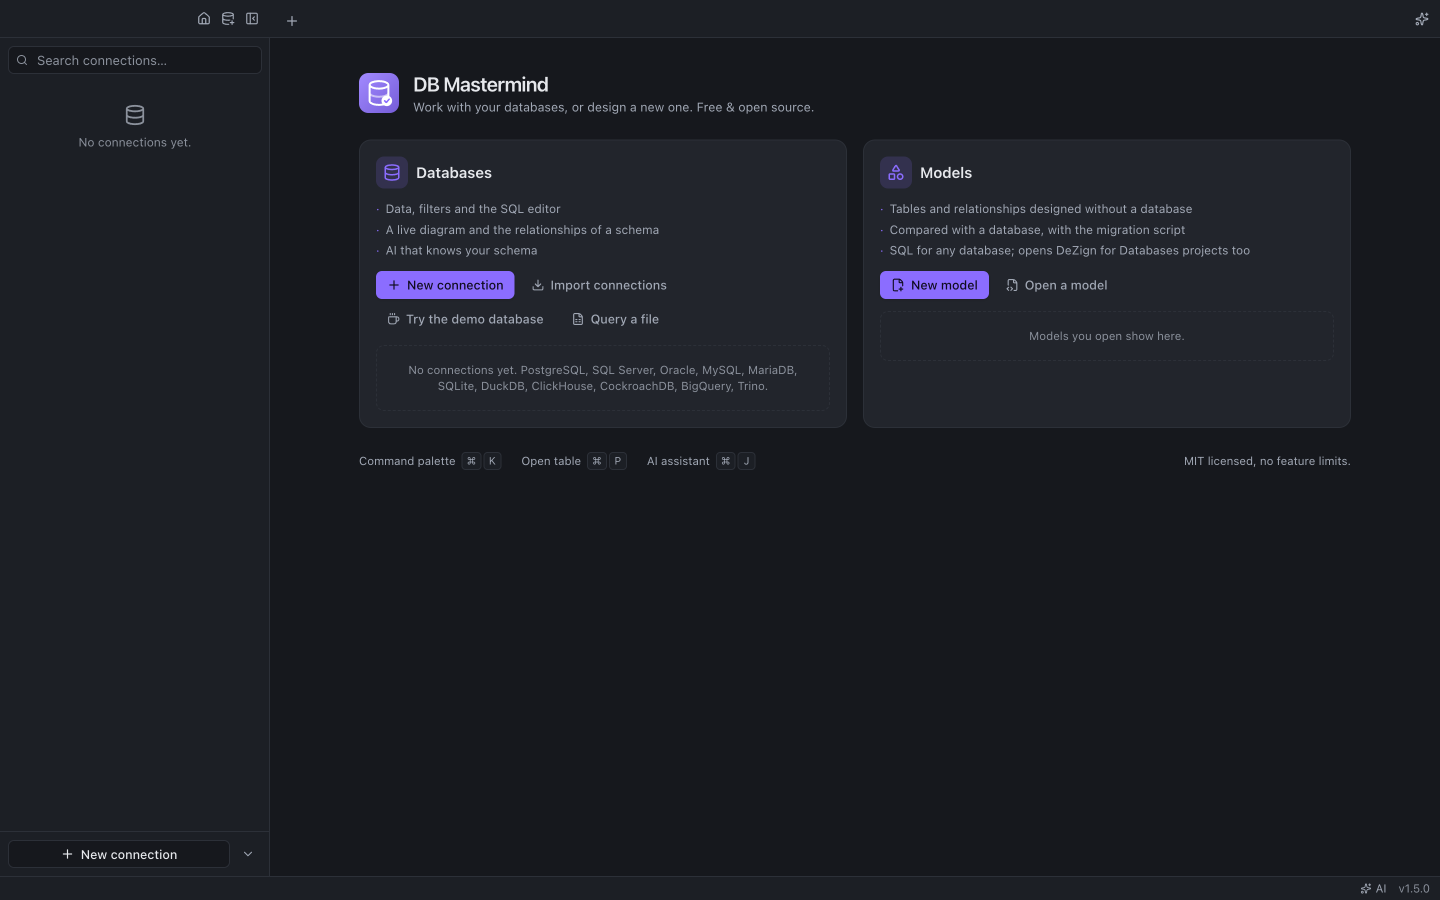 Search connections...
No connections yet.
DB Mastermind
Work with your databases, or design a new one. Free & open source.
Databases
· Data, filters and the SQL editor
· A live diagram and the relationships of a schema
· AI that knows your schema
New connection
Import connections
Try the demo database
Query a file
No connections yet. PostgreSQL, SQL Server, Oracle, MySQL, MariaDB,
SQLite, DuckDB, ClickHouse, CockroachDB, BigQuery, Trino.
Models
· Tables and relationships designed without a database
· Compared with a database, with the migration script
· SQL for any database; opens DeZign for Databases projects too
New model
Open a model
Models you open show here.
Command palette ⌘ K
Open table ⌘ P
AI assistant ⌘ J
MIT licensed, no feature limits.
New connection
AI
v1.5.0